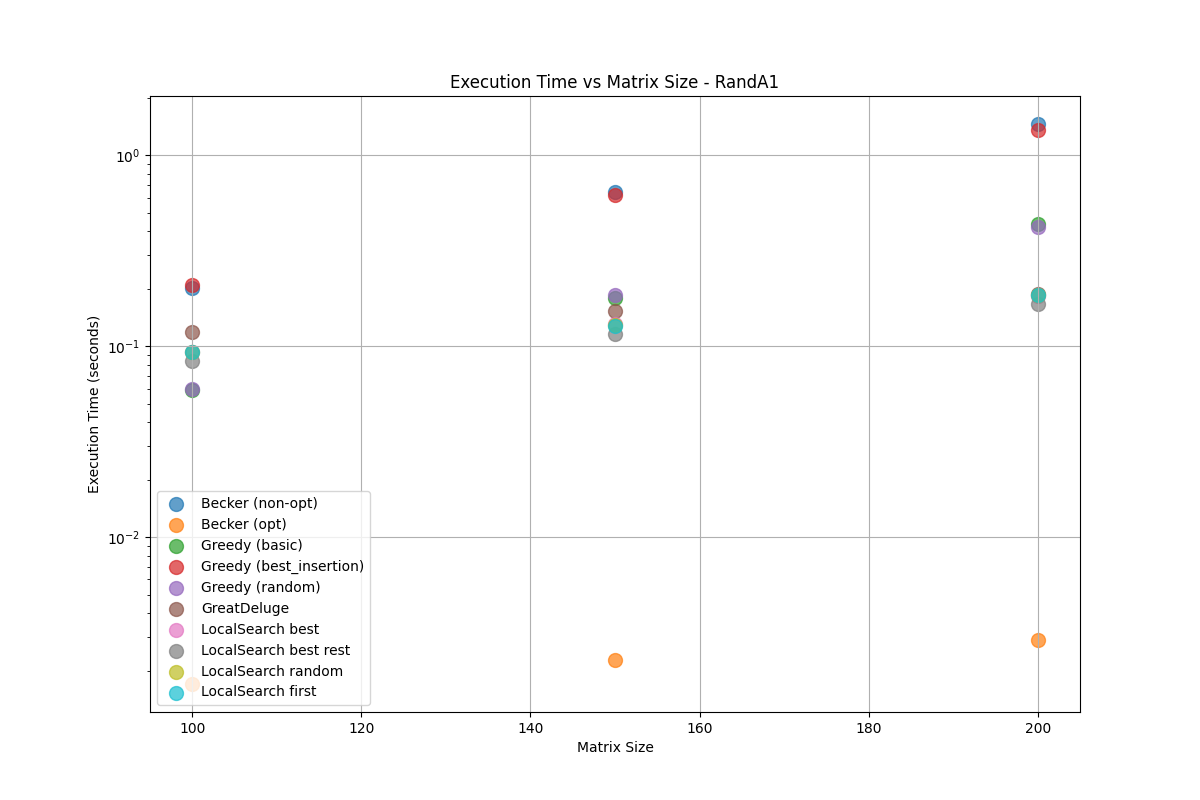 Execution Time vs Matrix Size - RandA1
Execution Time (seconds)
10⁰
10⁻¹
10⁻²
Becker (non-opt)
Becker (opt)
Greedy (basic)
Greedy (best_insertion)
Greedy (random)
GreatDeluge
LocalSearch best
LocalSearch best rest
LocalSearch random
LocalSearch first
100 120 140 160 180 200
Matrix Size